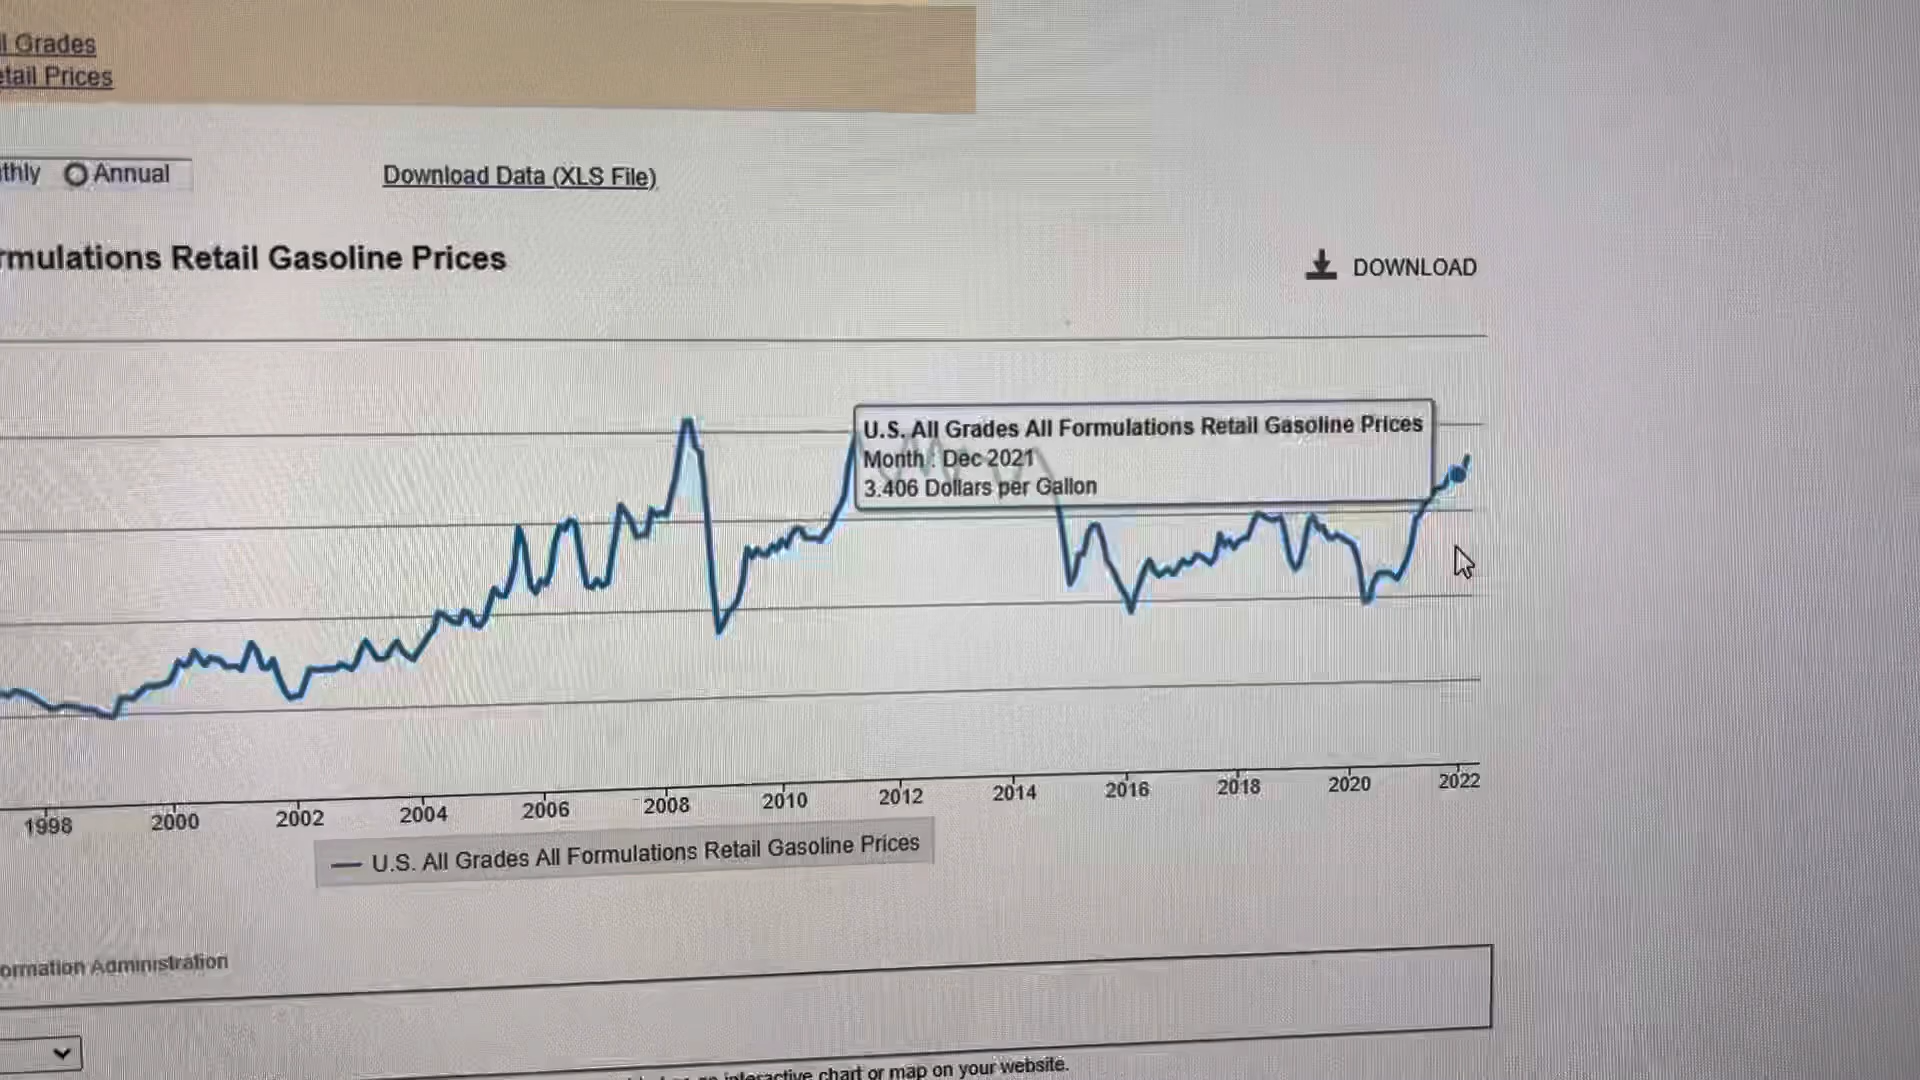 l Grades
etail Prices
thly Annual
Download Data (XLS File)
rmulations Retail Gasoline Prices
DOWNLOAD
U.S. All Grades All Formulations Retail Gasoline Prices
Month : Dec 2021
3.406 Dollars per Gallon
1998 2000 2002 2004 2006 2008 2010 2012 2014 2016 2018 2020 2022
U.S. All Grades All Formulations Retail Gasoline Prices
ormation Administration
interactive chart or map on your website.